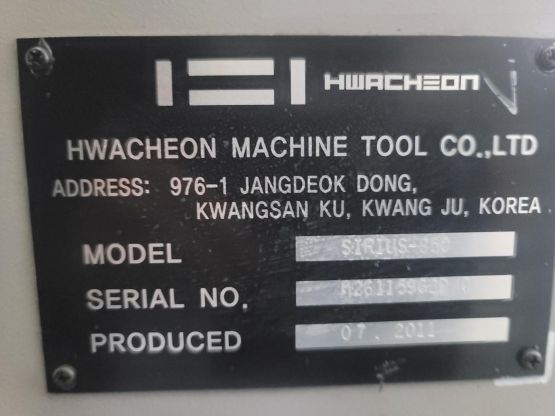 HWACHEON
HWACHEON MACHINE TOOL CO.,LTD
ADDRESS: 976-1 JANGDEOK DONG,
KWANGSAN KU, KWANG JU, KOREA
MODEL SIRIUS-850
SERIAL NO.
PRODUCED 07. 2011